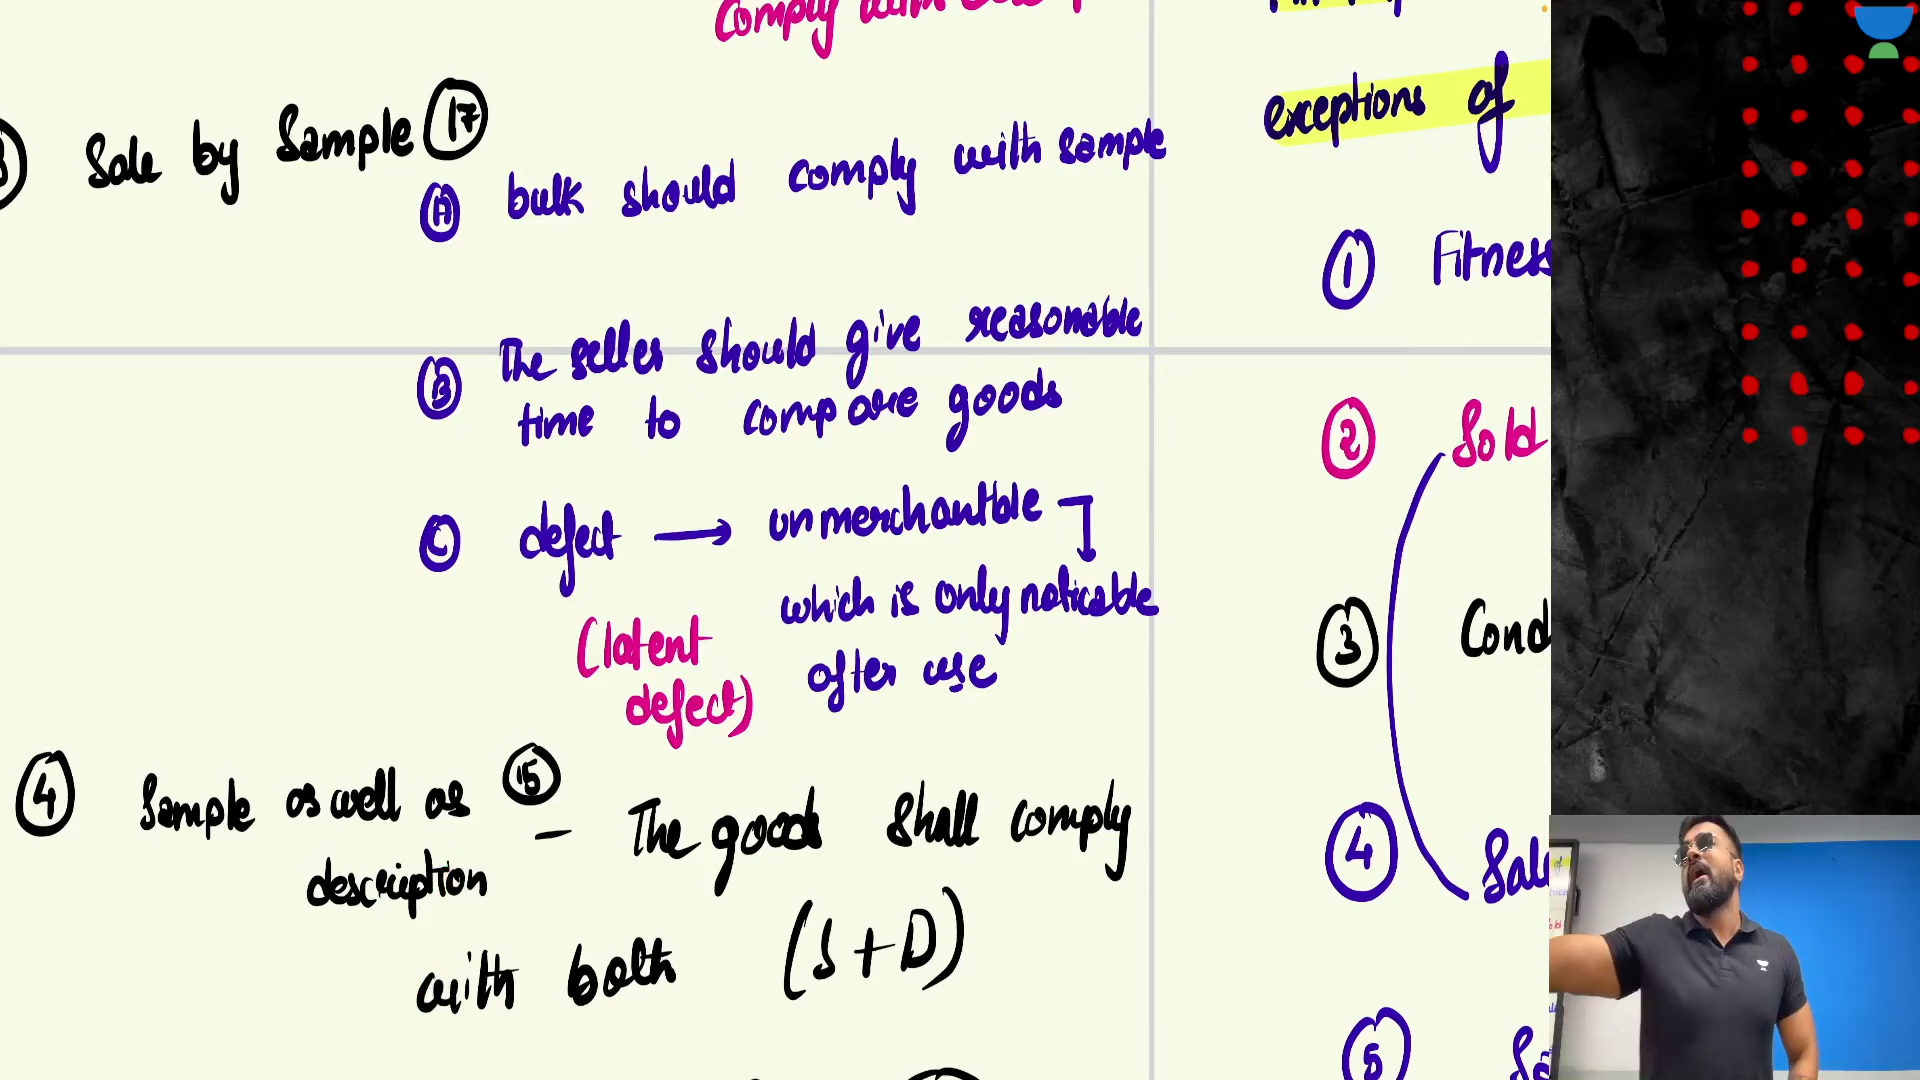 Comply with
Sale by Sample 17
A bulk should comply with sample
B The seller should give reasonable
time to compare goods
C defect → unmerchantble
which is only noticable
after use
(latent
defect)
4 Sample as well as 15 – The goods shall comply
description
with both (S+D)
exceptions of
1 Fitness
2 Sold
3 Cond
4 Sale
5